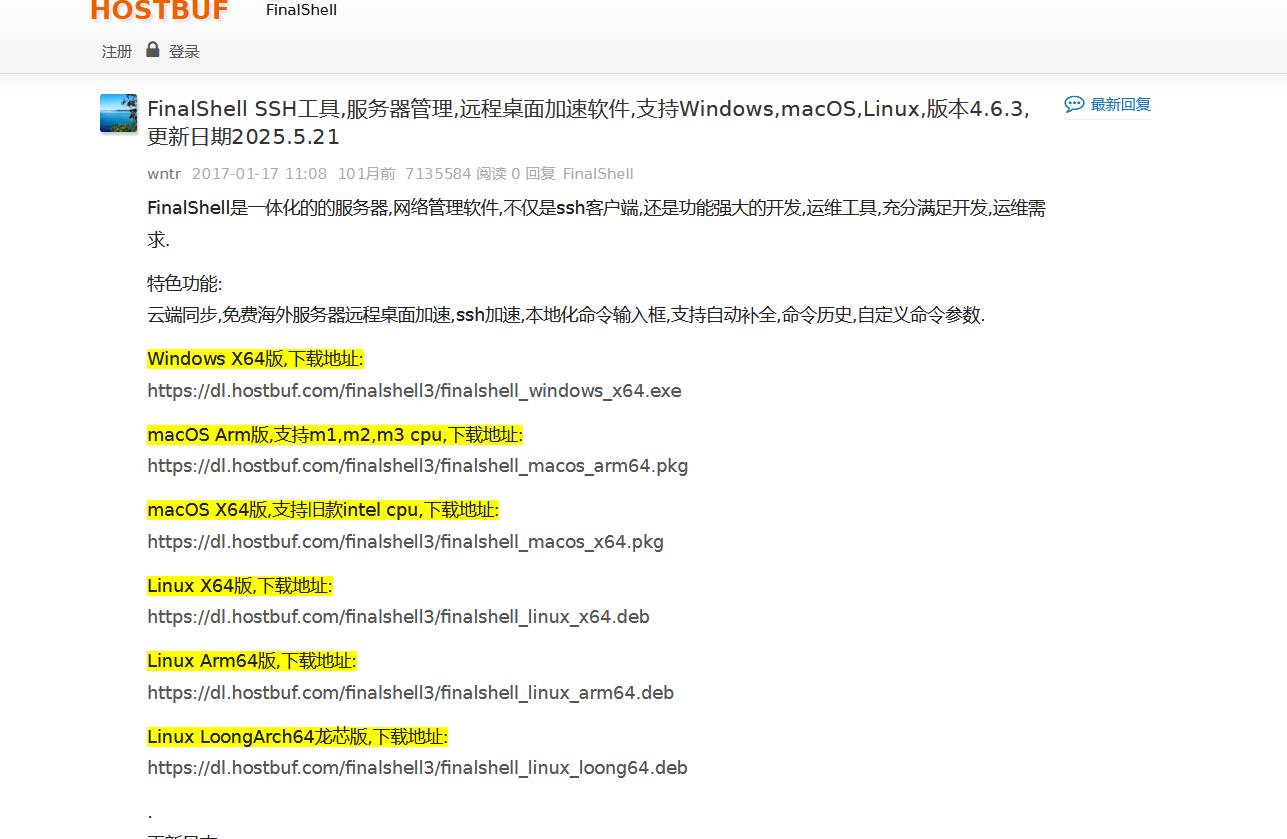 HOSTBUF FinalShell
注册 登录
FinalShell SSH工具,服务器管理,远程桌面加速软件,支持Windows,macOS,Linux,版本4.6.3,
更新日期2025.5.21
最新回复
wntr 2017-01-17 11:08 101月前 7135584 阅读 0 回复 FinalShell
FinalShell是一体化的的服务器,网络管理软件,不仅是ssh客户端,还是功能强大的开发,运维工具,充分满足开发,运维需
求.
特色功能:
云端同步,免费海外服务器远程桌面加速,ssh加速,本地化命令输入框,支持自动补全,命令历史,自定义命令参数.
Windows X64版,下载地址:
https://dl.hostbuf.com/finalshell3/finalshell_windows_x64.exe
macOS Arm版,支持m1,m2,m3 cpu,下载地址:
https://dl.hostbuf.com/finalshell3/finalshell_macos_arm64.pkg
macOS X64版,支持旧款intel cpu,下载地址:
https://dl.hostbuf.com/finalshell3/finalshell_macos_x64.pkg
Linux X64版,下载地址:
https://dl.hostbuf.com/finalshell3/finalshell_linux_x64.deb
Linux Arm64版,下载地址:
https://dl.hostbuf.com/finalshell3/finalshell_linux_arm64.deb
Linux LoongArch64龙芯版,下载地址:
https://dl.hostbuf.com/finalshell3/finalshell_linux_loong64.deb
.